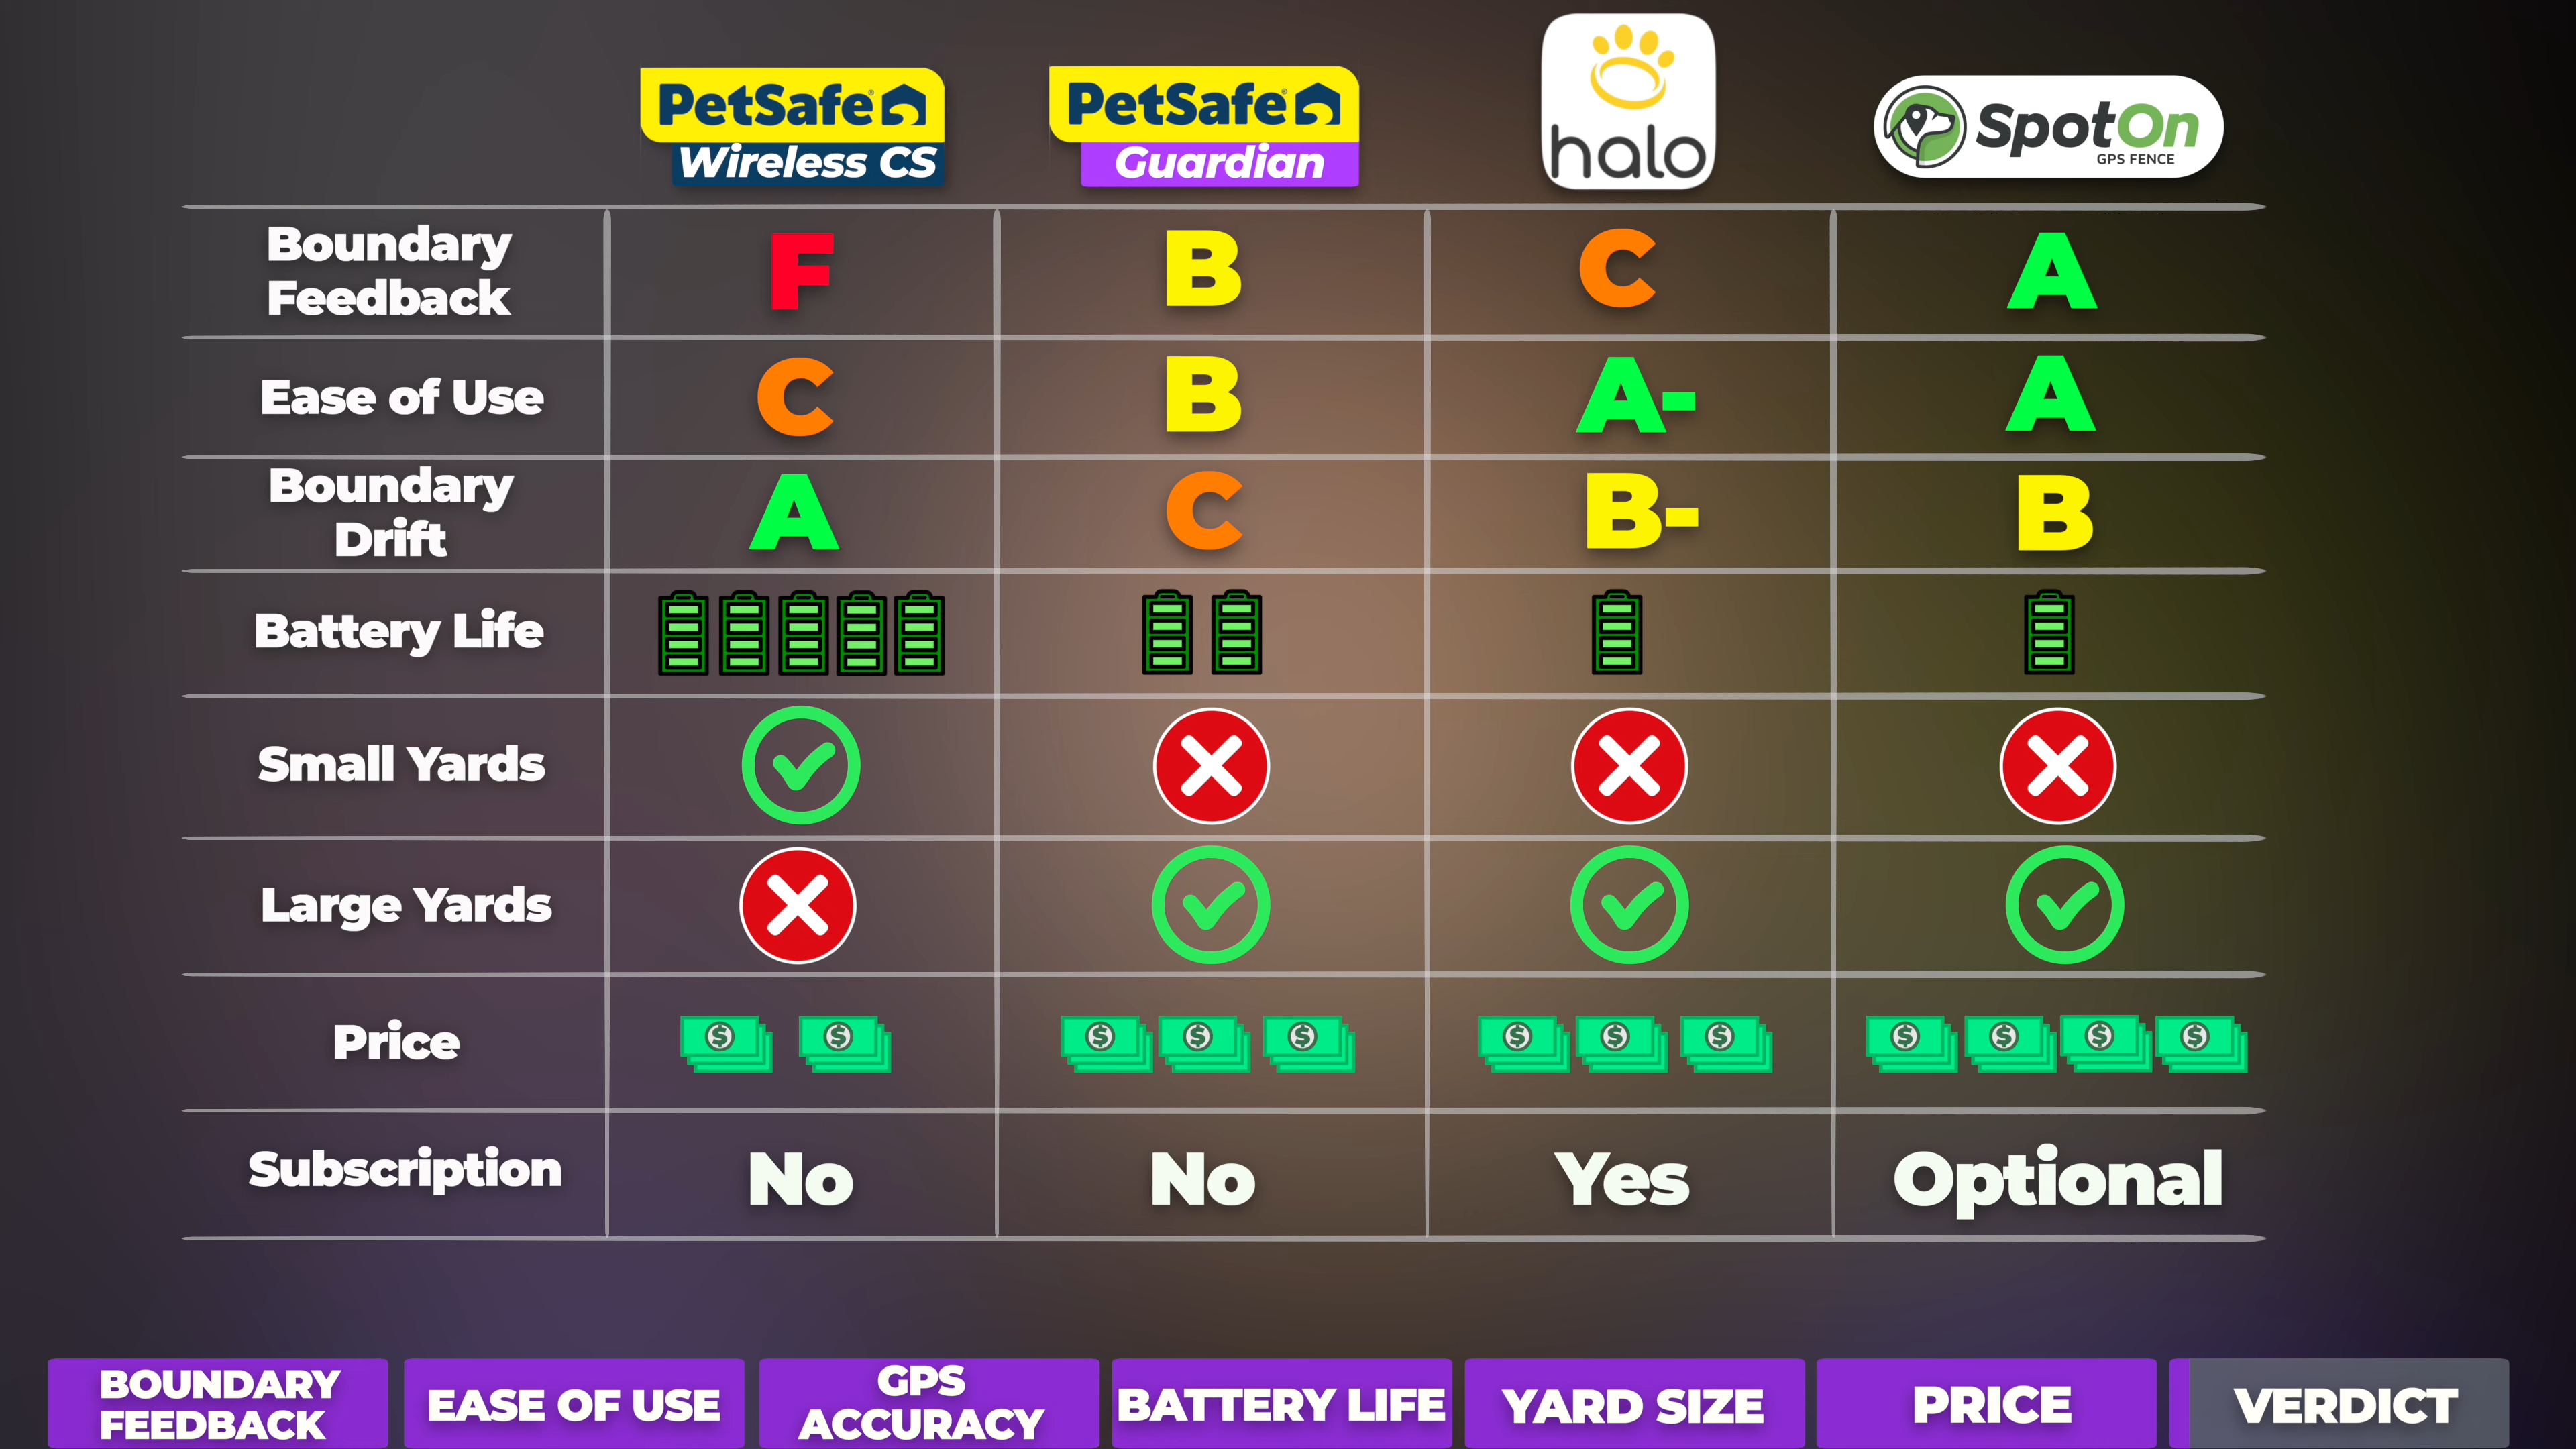 PetSafe®
Wireless CS
PetSafe®
Guardian
halo
SpotOn
GPS FENCE
Boundary
Feedback
F
B
C
A
Ease of Use
C
B
A-
A
Boundary
Drift
A
C
B-
B
Battery Life
Small Yards
Large Yards
Price
$ $
$ $ $
$ $ $
$ $ $ $
Subscription
No
No
Yes
Optional
BOUNDARY
FEEDBACK
EASE OF USE
GPS
ACCURACY
BATTERY LIFE
YARD SIZE
PRICE
VERDICT